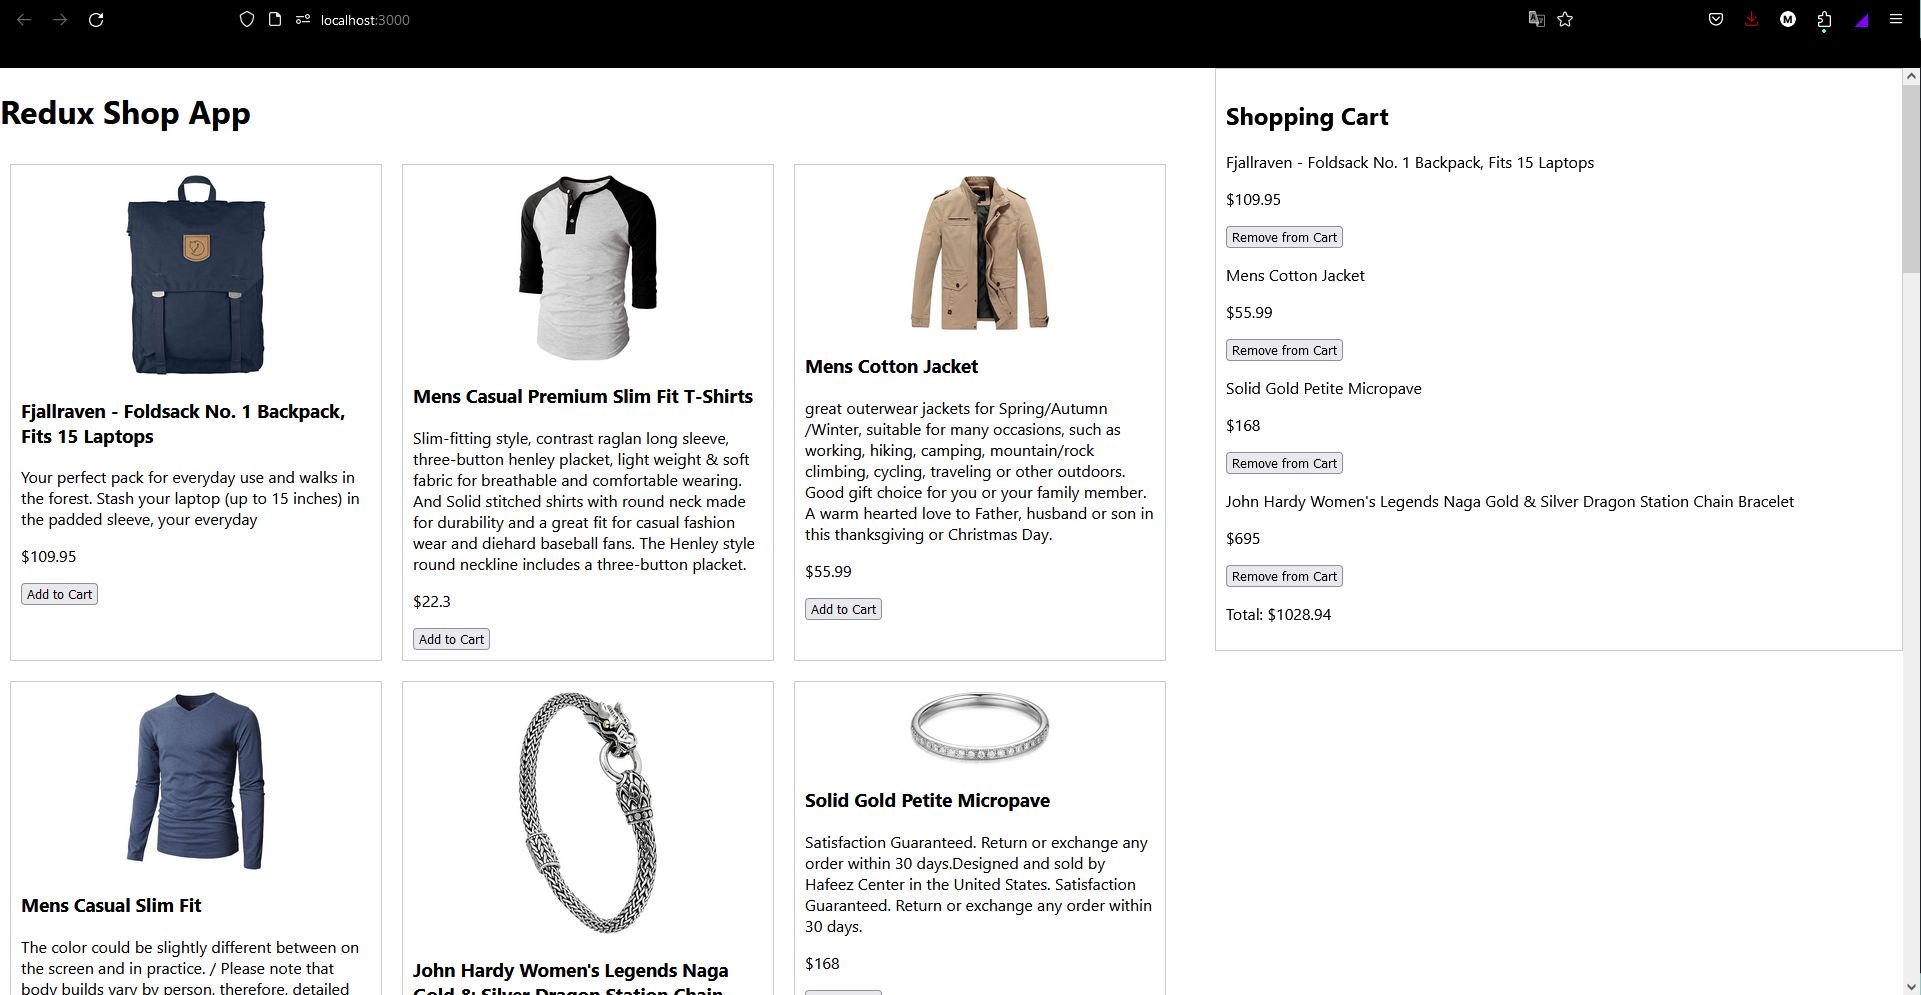 localhost:3000
M
Redux Shop App
Fjallraven - Foldsack No. 1 Backpack,
Fits 15 Laptops
Your perfect pack for everyday use and walks in
the forest. Stash your laptop (up to 15 inches) in
the padded sleeve, your everyday
$109.95
Add to Cart
Mens Casual Premium Slim Fit T-Shirts
Slim-fitting style, contrast raglan long sleeve,
three-button henley placket, light weight & soft
fabric for breathable and comfortable wearing.
And Solid stitched shirts with round neck made
for durability and a great fit for casual fashion
wear and diehard baseball fans. The Henley style
round neckline includes a three-button placket.
$22.3
Add to Cart
Mens Cotton Jacket
great outerwear jackets for Spring/Autumn
/Winter, suitable for many occasions, such as
working, hiking, camping, mountain/rock
climbing, cycling, traveling or other outdoors.
Good gift choice for you or your family member.
A warm hearted love to Father, husband or son in
this thanksgiving or Christmas Day.
$55.99
Add to Cart
Mens Casual Slim Fit
The color could be slightly different between on
the screen and in practice. / Please note that
body builds vary by person, therefore, detailed
John Hardy Women's Legends Naga
Gold & Silver Dragon Station Chain
Solid Gold Petite Micropave
Satisfaction Guaranteed. Return or exchange any
order within 30 days.Designed and sold by
Hafeez Center in the United States. Satisfaction
Guaranteed. Return or exchange any order within
30 days.
$168
Shopping Cart
Fjallraven - Foldsack No. 1 Backpack, Fits 15 Laptops
$109.95
Remove from Cart
Mens Cotton Jacket
$55.99
Remove from Cart
Solid Gold Petite Micropave
$168
Remove from Cart
John Hardy Women's Legends Naga Gold & Silver Dragon Station Chain Bracelet
$695
Remove from Cart
Total: $1028.94